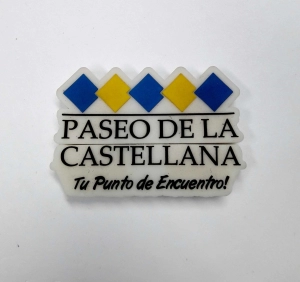 PASEO DE LA
CASTELLANA
Tu Punto de Encuentro!